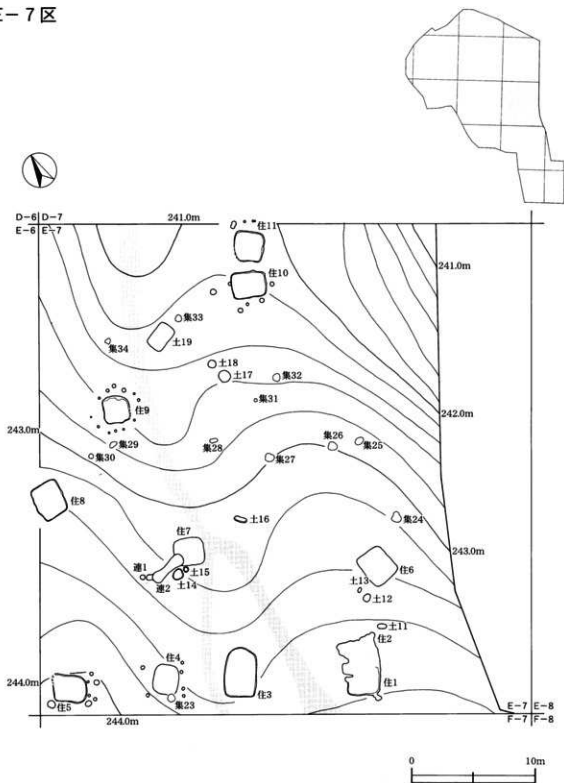 E-7区
D-6 D-7
E-6 E-7
241.0m
住11
241.0m
住10
集33
集34
土19
土18
土17
集32
集31
住9
242.0m
243.0m
集29
集28
集26
集25
集30
集27
住8
土16
集24
住7
243.0m
連1
土15
住6
連2
土14
土13
土12
土11
住2
住4
住3
住1
244.0m
住5
集23
244.0m
E-7 E-8
F-7 F-8
0 10m